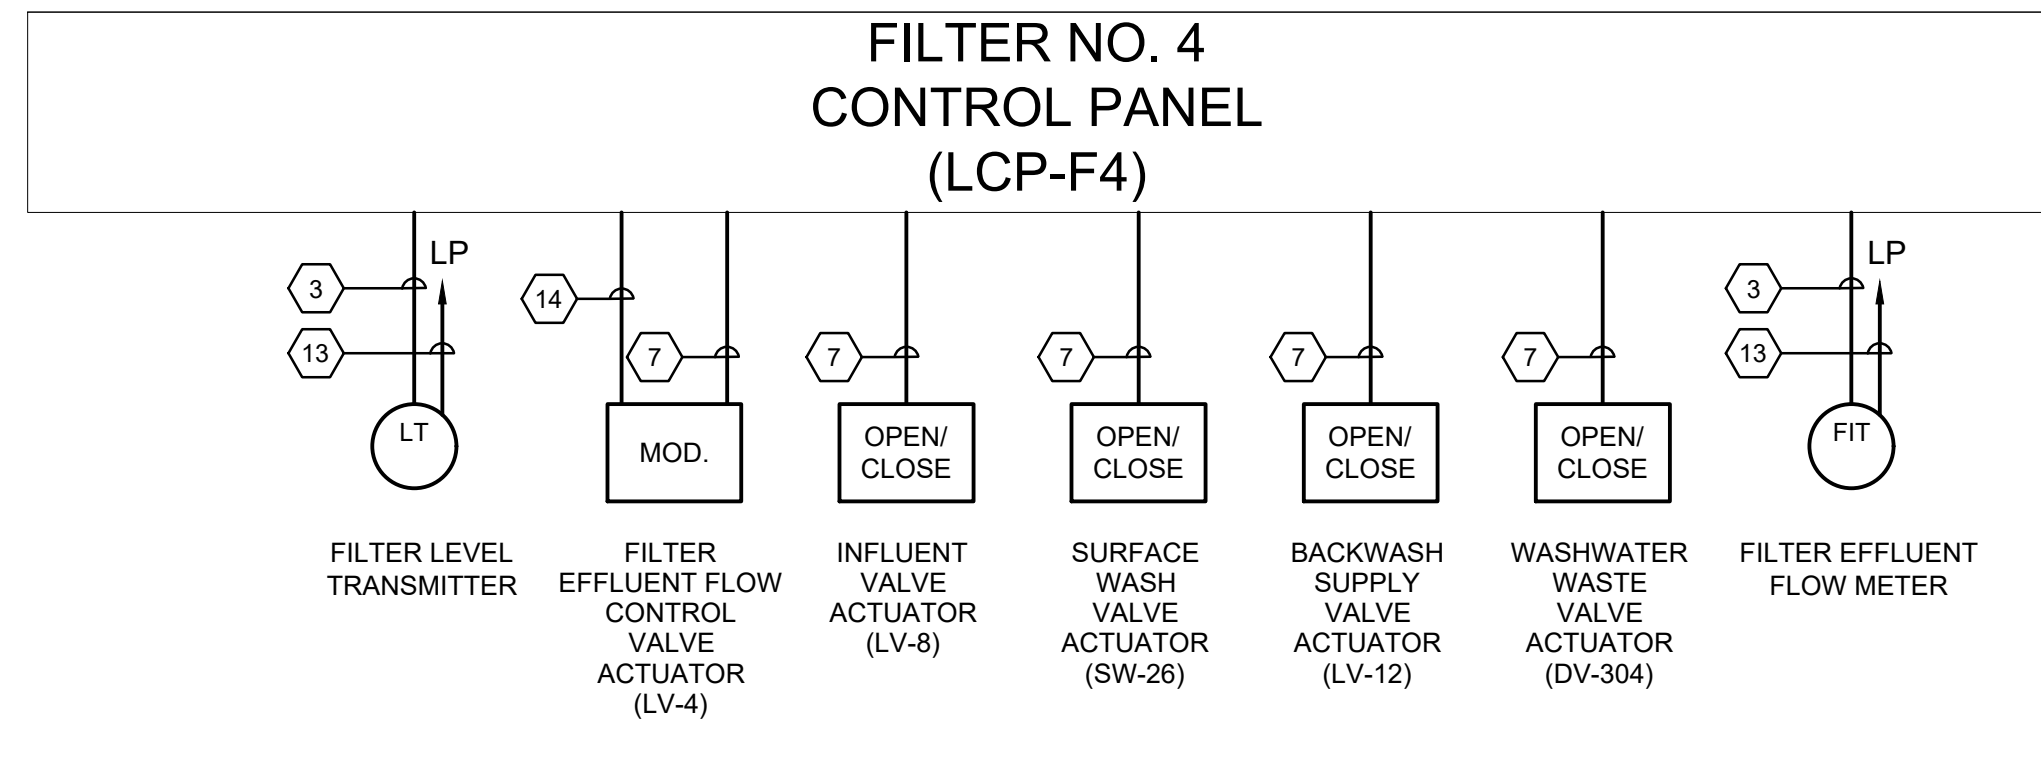 FILTER NO. 4
CONTROL PANEL
(LCP-F4)
LP
LP
3
14
3
13
7
7
7
7
7
13
LT
MOD.
OPEN/
CLOSE
OPEN/
CLOSE
OPEN/
CLOSE
OPEN/
CLOSE
FIT
FILTER LEVEL
TRANSMITTER
FILTER
EFFLUENT FLOW
CONTROL
VALVE
ACTUATOR
(LV-4)
INFLUENT
VALVE
ACTUATOR
(LV-8)
SURFACE
WASH
VALVE
ACTUATOR
(SW-26)
BACKWASH
SUPPLY
VALVE
ACTUATOR
(LV-12)
WASHWATER
WASTE
VALVE
ACTUATOR
(DV-304)
FILTER EFFLUENT
FLOW METER